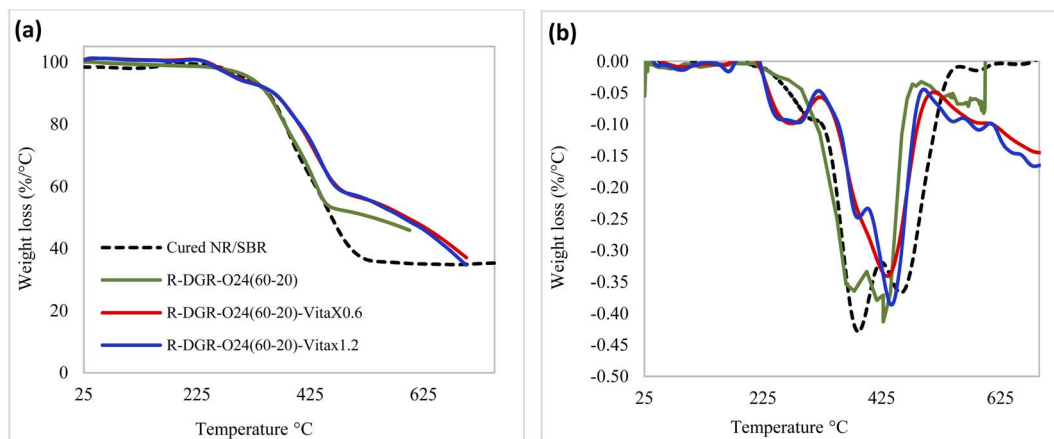 (a)
100
80
60
40
20
0
25
225
425
625
Weight loss (%/°C)
Temperature °C
Cured NR/SBR
R-DGR-O24(60-20)
R-DGR-O24(60-20)-VitaX0.6
R-DGR-O24(60-20)-Vitax1.2
(b)
0.00
-0.05
-0.10
-0.15
-0.20
-0.25
-0.30
-0.35
-0.40
-0.45
-0.50
25
225
425
625
Weight loss (%/°C)
Temperature °C